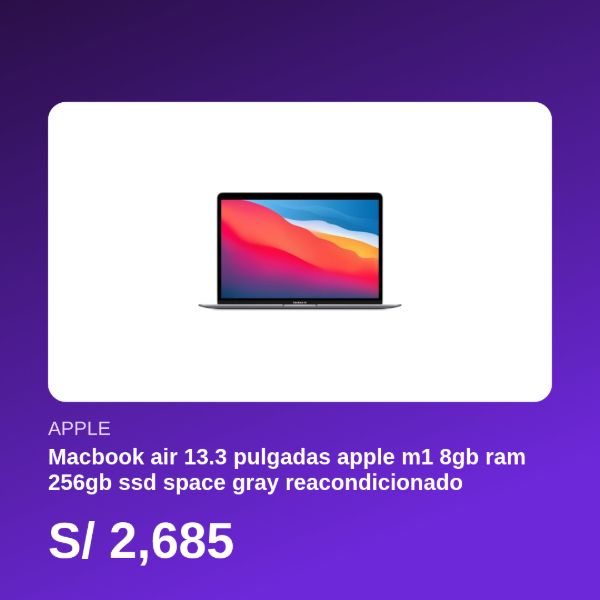 APPLE
Macbook air 13.3 pulgadas apple m1 8gb ram
256gb ssd space gray reacondicionado
S/ 2,685